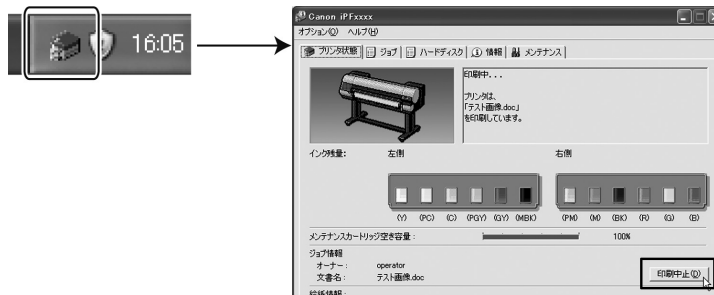 16:05
Canon iPFxxxx
オプション(O) ヘルプ(H)
プリンタ状態 ジョブ ハードディスク 情報 メンテナンス
印刷中...
プリンタは、
「テスト画像.doc」
を印刷しています。
インク残量: 左側 右側
(Y) (PC) (C) (PGY) (GY) (MBK) (PM) (M) (BK) (R) (G) (B)
メンテナンスカートリッジ空き容量: 100%
ジョブ情報
オーナー: operator
文書名: テスト画像.doc
印刷中止(D)
給紙情報: